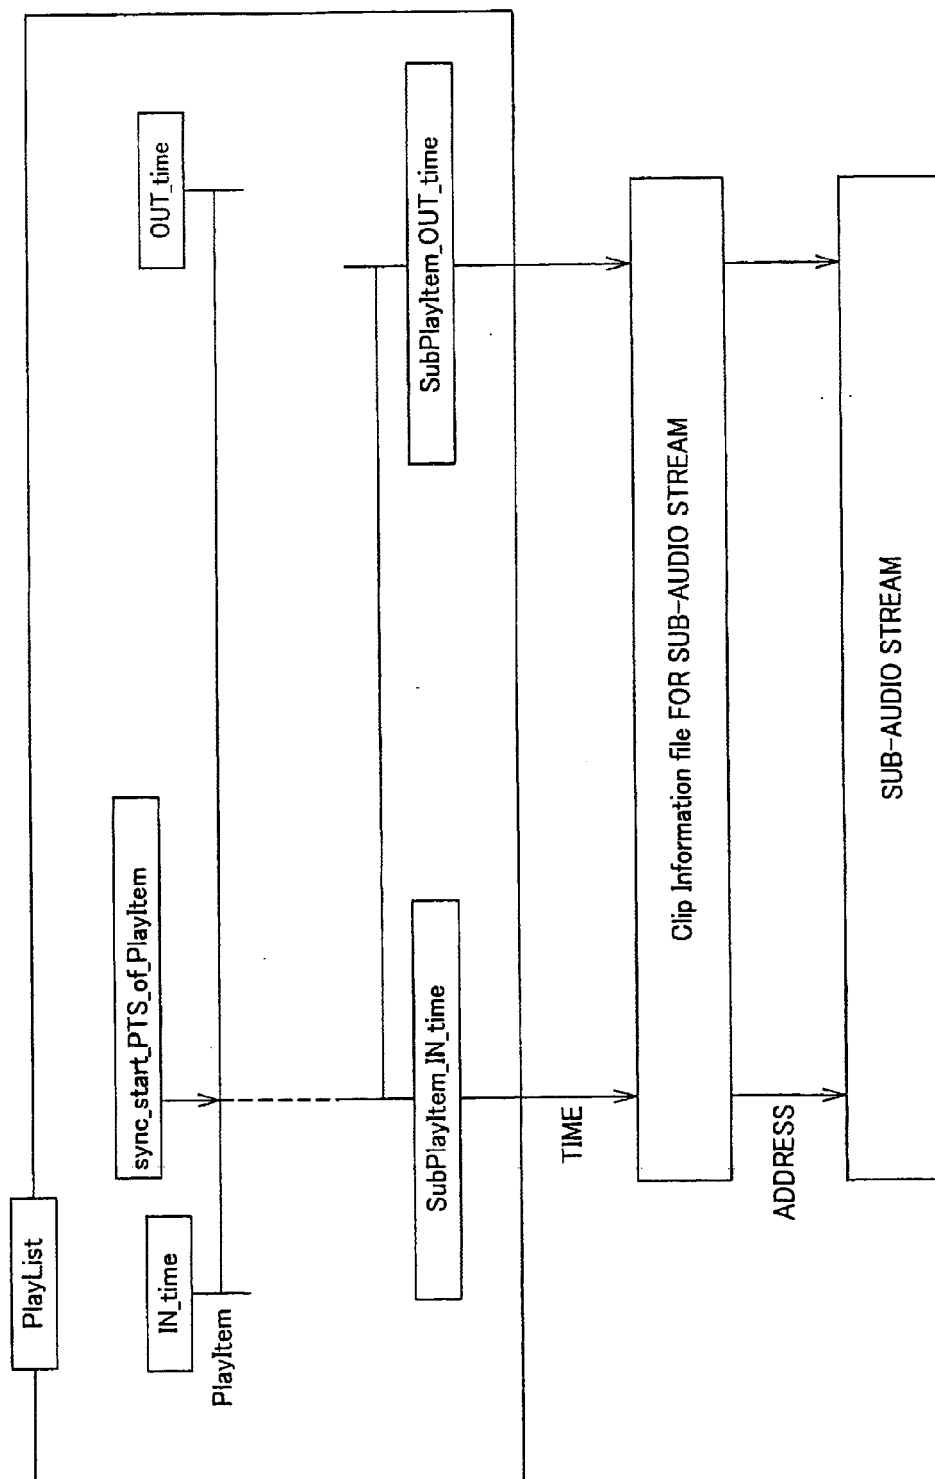 PlayList
IN_time
sync_start_PTS_of_PlayItem
OUT_time
PlayItem
SubPlayItem_IN_time
SubPlayItem_OUT_time
TIME
Clip Information file FOR SUB-AUDIO STREAM
ADDRESS
SUB-AUDIO STREAM